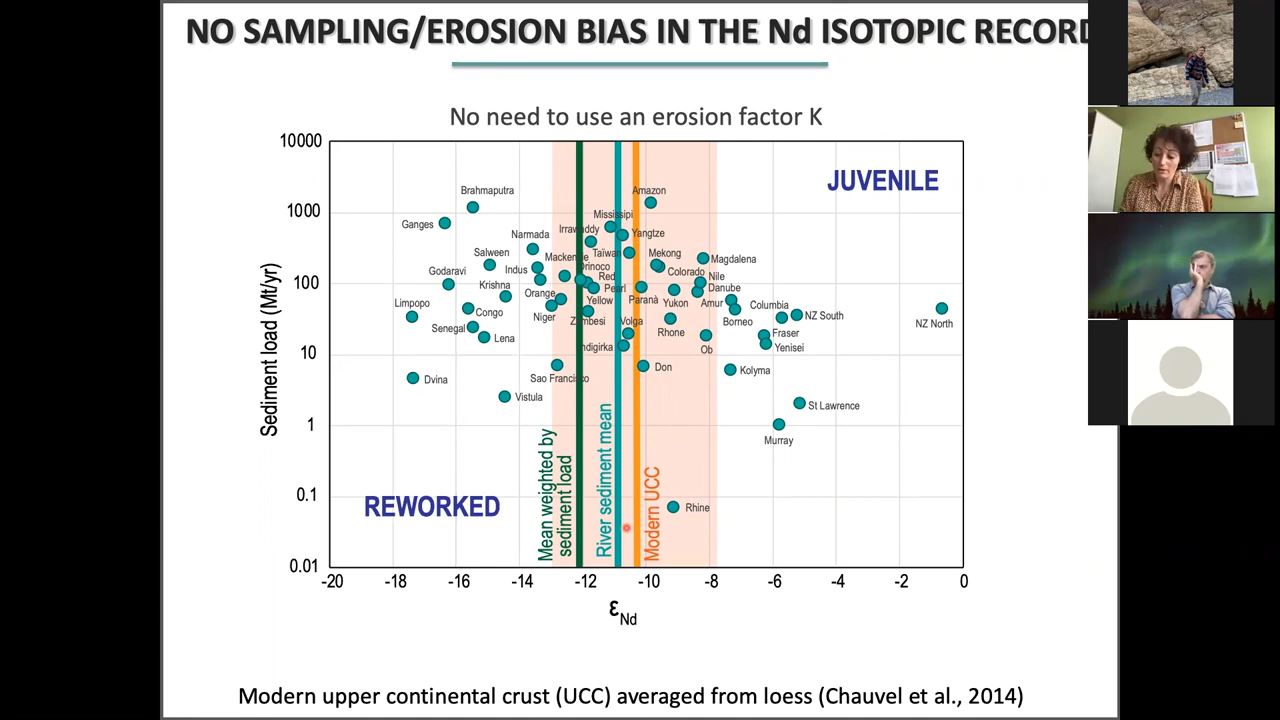 NO SAMPLING/EROSION BIAS IN THE Nd ISOTOPIC RECORD
No need to use an erosion factor K
10000
1000
100
10
1
0.1
0.01
Sediment load (Mt/yr)
JUVENILE
REWORKED
Brahmaputra
Amazon
Ganges
Mississipi
Irrawaddy
Yangtze
Narmada
Salween
Mackenzie
Taïwan
Mekong
Magdalena
Godaravi
Indus
Orinoco
Red
Colorado
Nile
Krishna
Pearl
Danube
Limpopo
Orange
Yellow
Paranà
Yukon
Amur
Columbia
Congo
Niger
Zambesi
Volga
Borneo
NZ South
NZ North
Senegal
Lena
Indigirka
Rhone
Ob
Fraser
Yenisei
Dvina
Sao Francisco
Don
Kolyma
Vistula
St Lawrence
Murray
Rhine
Mean weighted by
sediment load
River sediment mean
Modern UCC
-20 -18 -16 -14 -12 -10 -8 -6 -4 -2 0
εNd
Modern upper continental crust (UCC) averaged from loess (Chauvel et al., 2014)